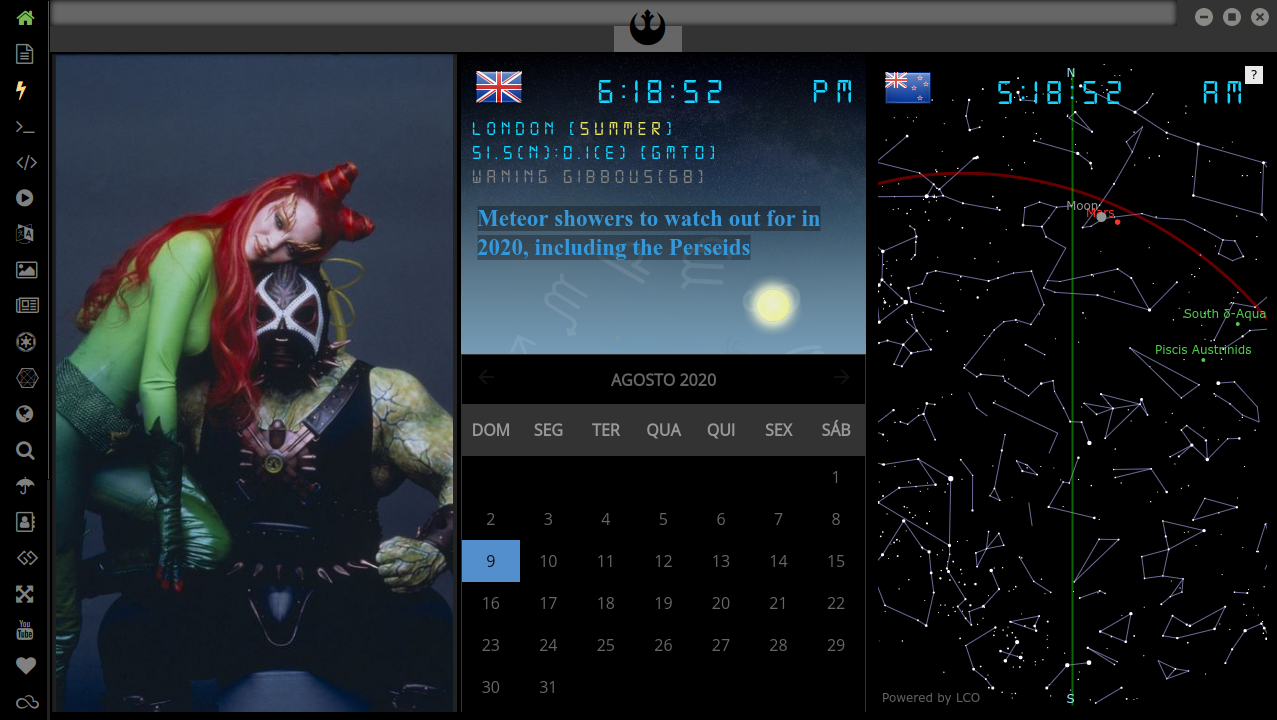 6:18:52 PM
LONDON (SUMMER)
51.5(N):0.1(E) (GMT0)
WANING GIBBOUS(68)
Meteor showers to watch out for in
2020, including the Perseids
AGOSTO 2020
DOM SEG TER QUA QUI SEX SÁB
1
2 3 4 5 6 7 8
9 10 11 12 13 14 15
16 17 18 19 20 21 22
23 24 25 26 27 28 29
30 31
N
?
5:18:52 AM
Moon
Mars
South δ-Aqua
Piscis Austrinids
Powered by LCO
S
You
Tube